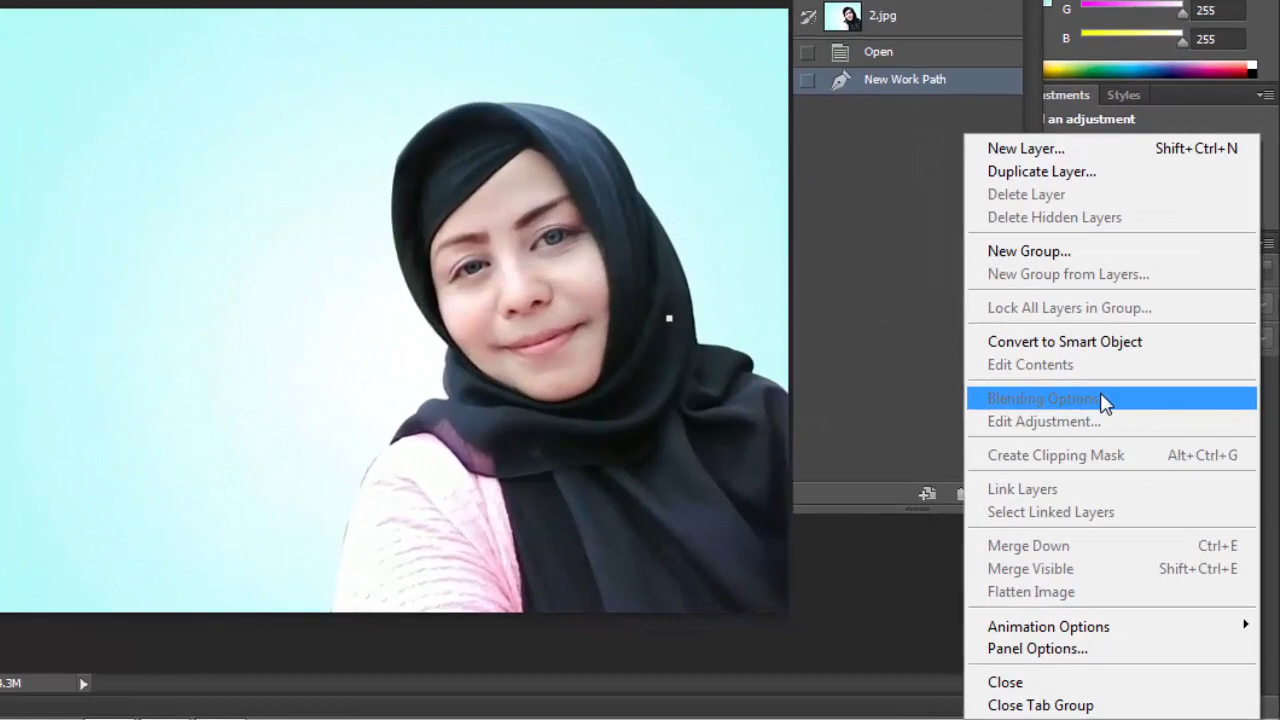 2.jpg
Open
New Work Path
G 255
B 255
ustments Styles
l an adjustment
New Layer... Shift+Ctrl+N
Duplicate Layer...
Delete Layer
Delete Hidden Layers
New Group...
New Group from Layers...
Lock All Layers in Group...
Convert to Smart Object
Edit Contents
Blending Options
Edit Adjustment...
Create Clipping Mask Alt+Ctrl+G
Link Layers
Select Linked Layers
Merge Down Ctrl+E
Merge Visible Shift+Ctrl+E
Flatten Image
Animation Options
Panel Options...
Close
Close Tab Group
4.3M